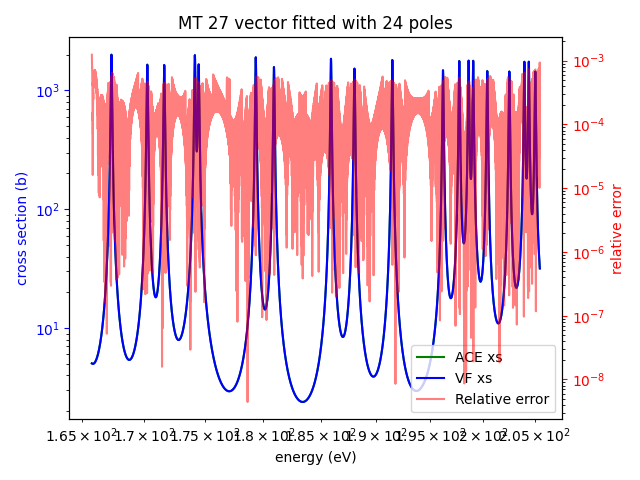 MT 27 vector fitted with 24 poles
10³
10²
10¹
cross section (b)
10⁻³
10⁻⁴
10⁻⁵
10⁻⁶
10⁻⁷
10⁻⁸
relative error
ACE xs
VF xs
Relative error
1.65 × 10² 1.7 × 10² 1.75 × 10² 1.8 × 10² 1.85 × 10² 1.9 × 10² 1.95 × 10² 2 × 10² 2.05 × 10²
energy (eV)